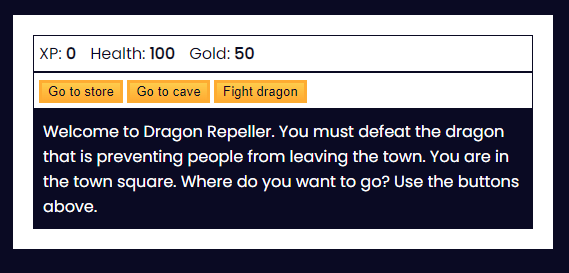 XP: 0 Health: 100 Gold: 50
Go to store Go to cave Fight dragon
Welcome to Dragon Repeller. You must defeat the dragon
that is preventing people from leaving the town. You are in
the town square. Where do you want to go? Use the buttons
above.